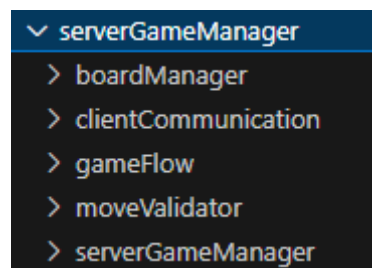 serverGameManager
boardManager
clientCommunication
gameFlow
moveValidator
serverGameManager